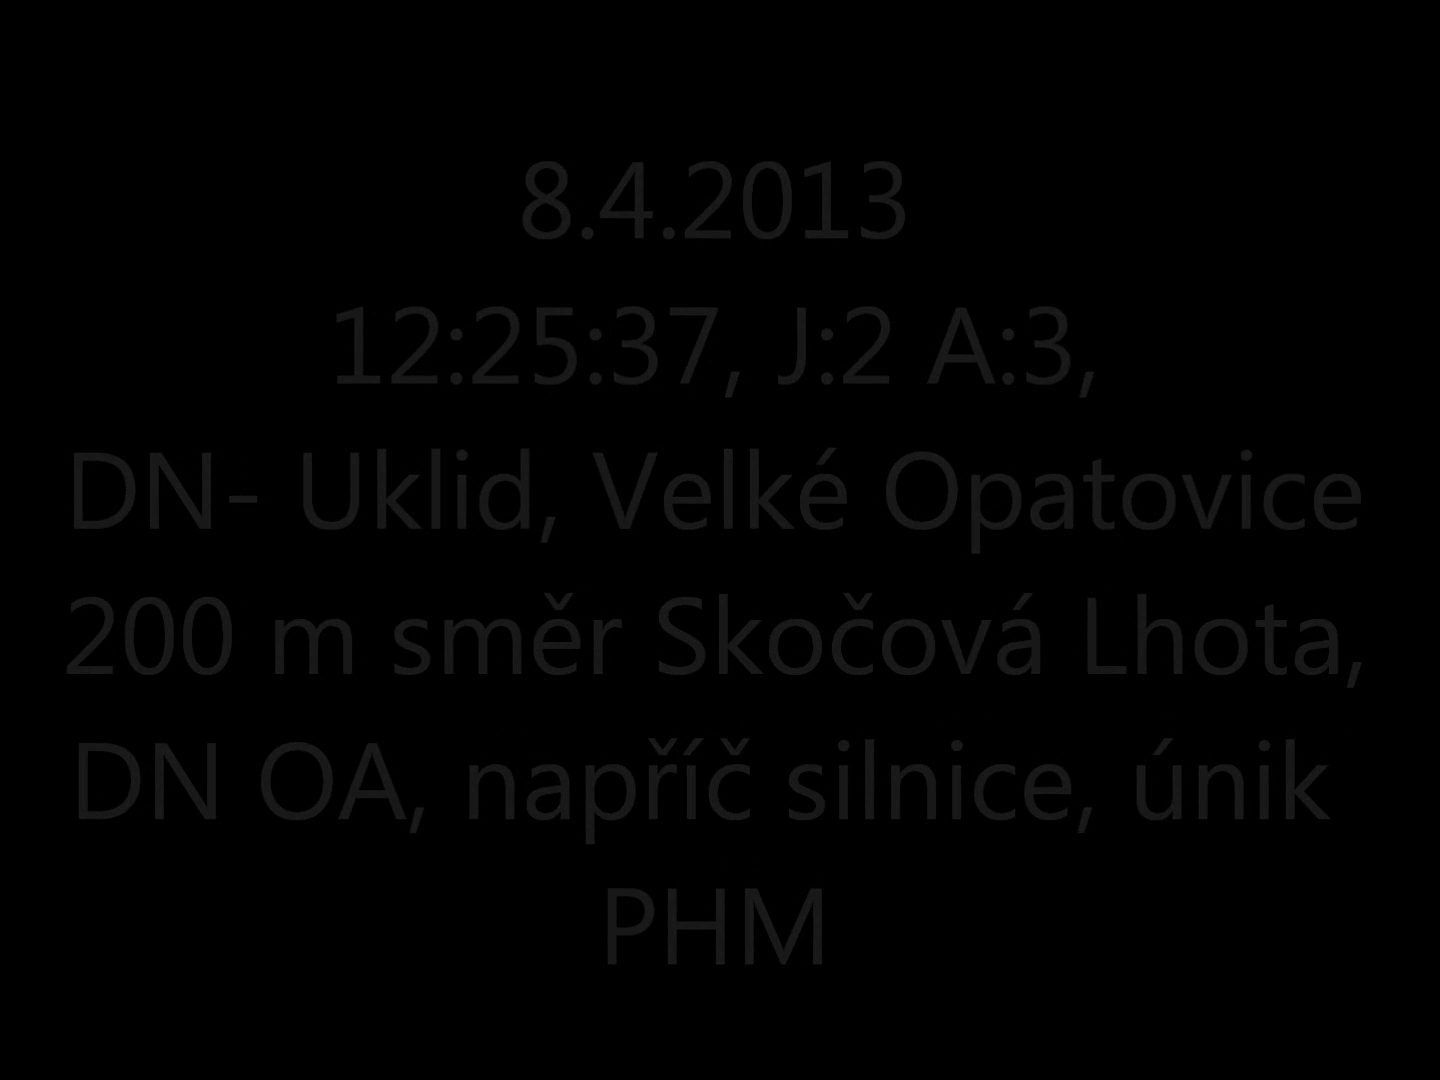 8.4.2013
12:25:37, J:2 A:3,
DN- Uklid, Velké Opatovice
200 m směr Skočová Lhota,
DN OA, napříč silnice, únik
PHM